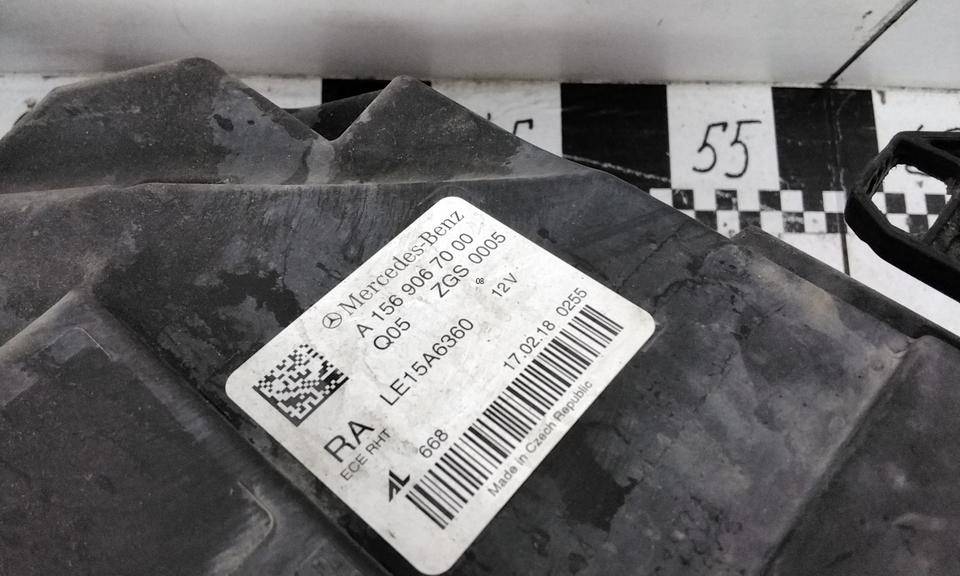 Mercedes-Benz
A 156 906 70 00
Q05 ZGS 0005
08
LE15A6360 12V
RA 17.02.18 0255
ECE RHT
AL 668
Made in Czech Republic
55